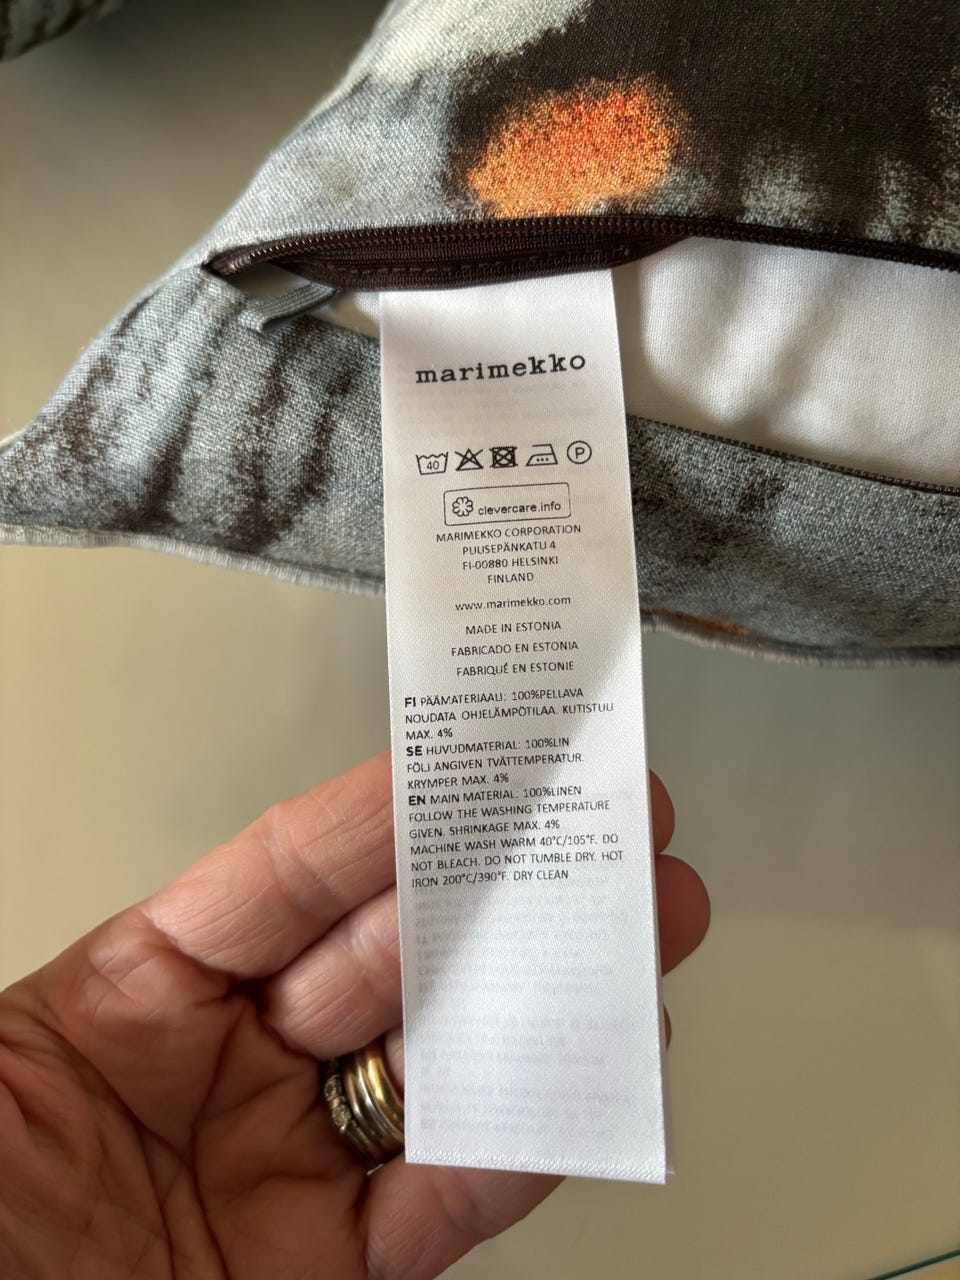 marimekko
40 P
clevercare.info
MARIMEKKO CORPORATION
PUUSEPÄNKATU 4
FI-00880 HELSINKI
FINLAND
www.marimekko.com
MADE IN ESTONIA
FABRICADO EN ESTONIA
FABRIQUÉ EN ESTONIE
FI PÄÄMATERIAALI: 100%PELLAVA
NOUDATA OHJELÄMPÖTILAA. KUTISTUU
MAX. 4%
SE HUVUDMATERIAL: 100%LIN
FÖLJ ANGIVEN TVÄTTEMPERATUR.
KRYMPER MAX. 4%
EN MAIN MATERIAL: 100%LINEN
FOLLOW THE WASHING TEMPERATURE
GIVEN. SHRINKAGE MAX. 4%
MACHINE WASH WARM 40°C/105°F. DO
NOT BLEACH. DO NOT TUMBLE DRY. HOT
IRON 200°C/390°F. DRY CLEAN